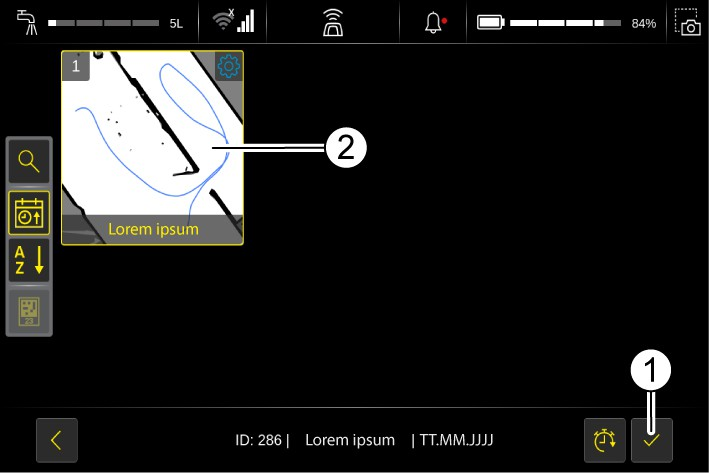 5L
X
84%
1
2
Lorem ipsum
A
Z
23
1
ID: 286 | Lorem ipsum | TT.MM.JJJJ